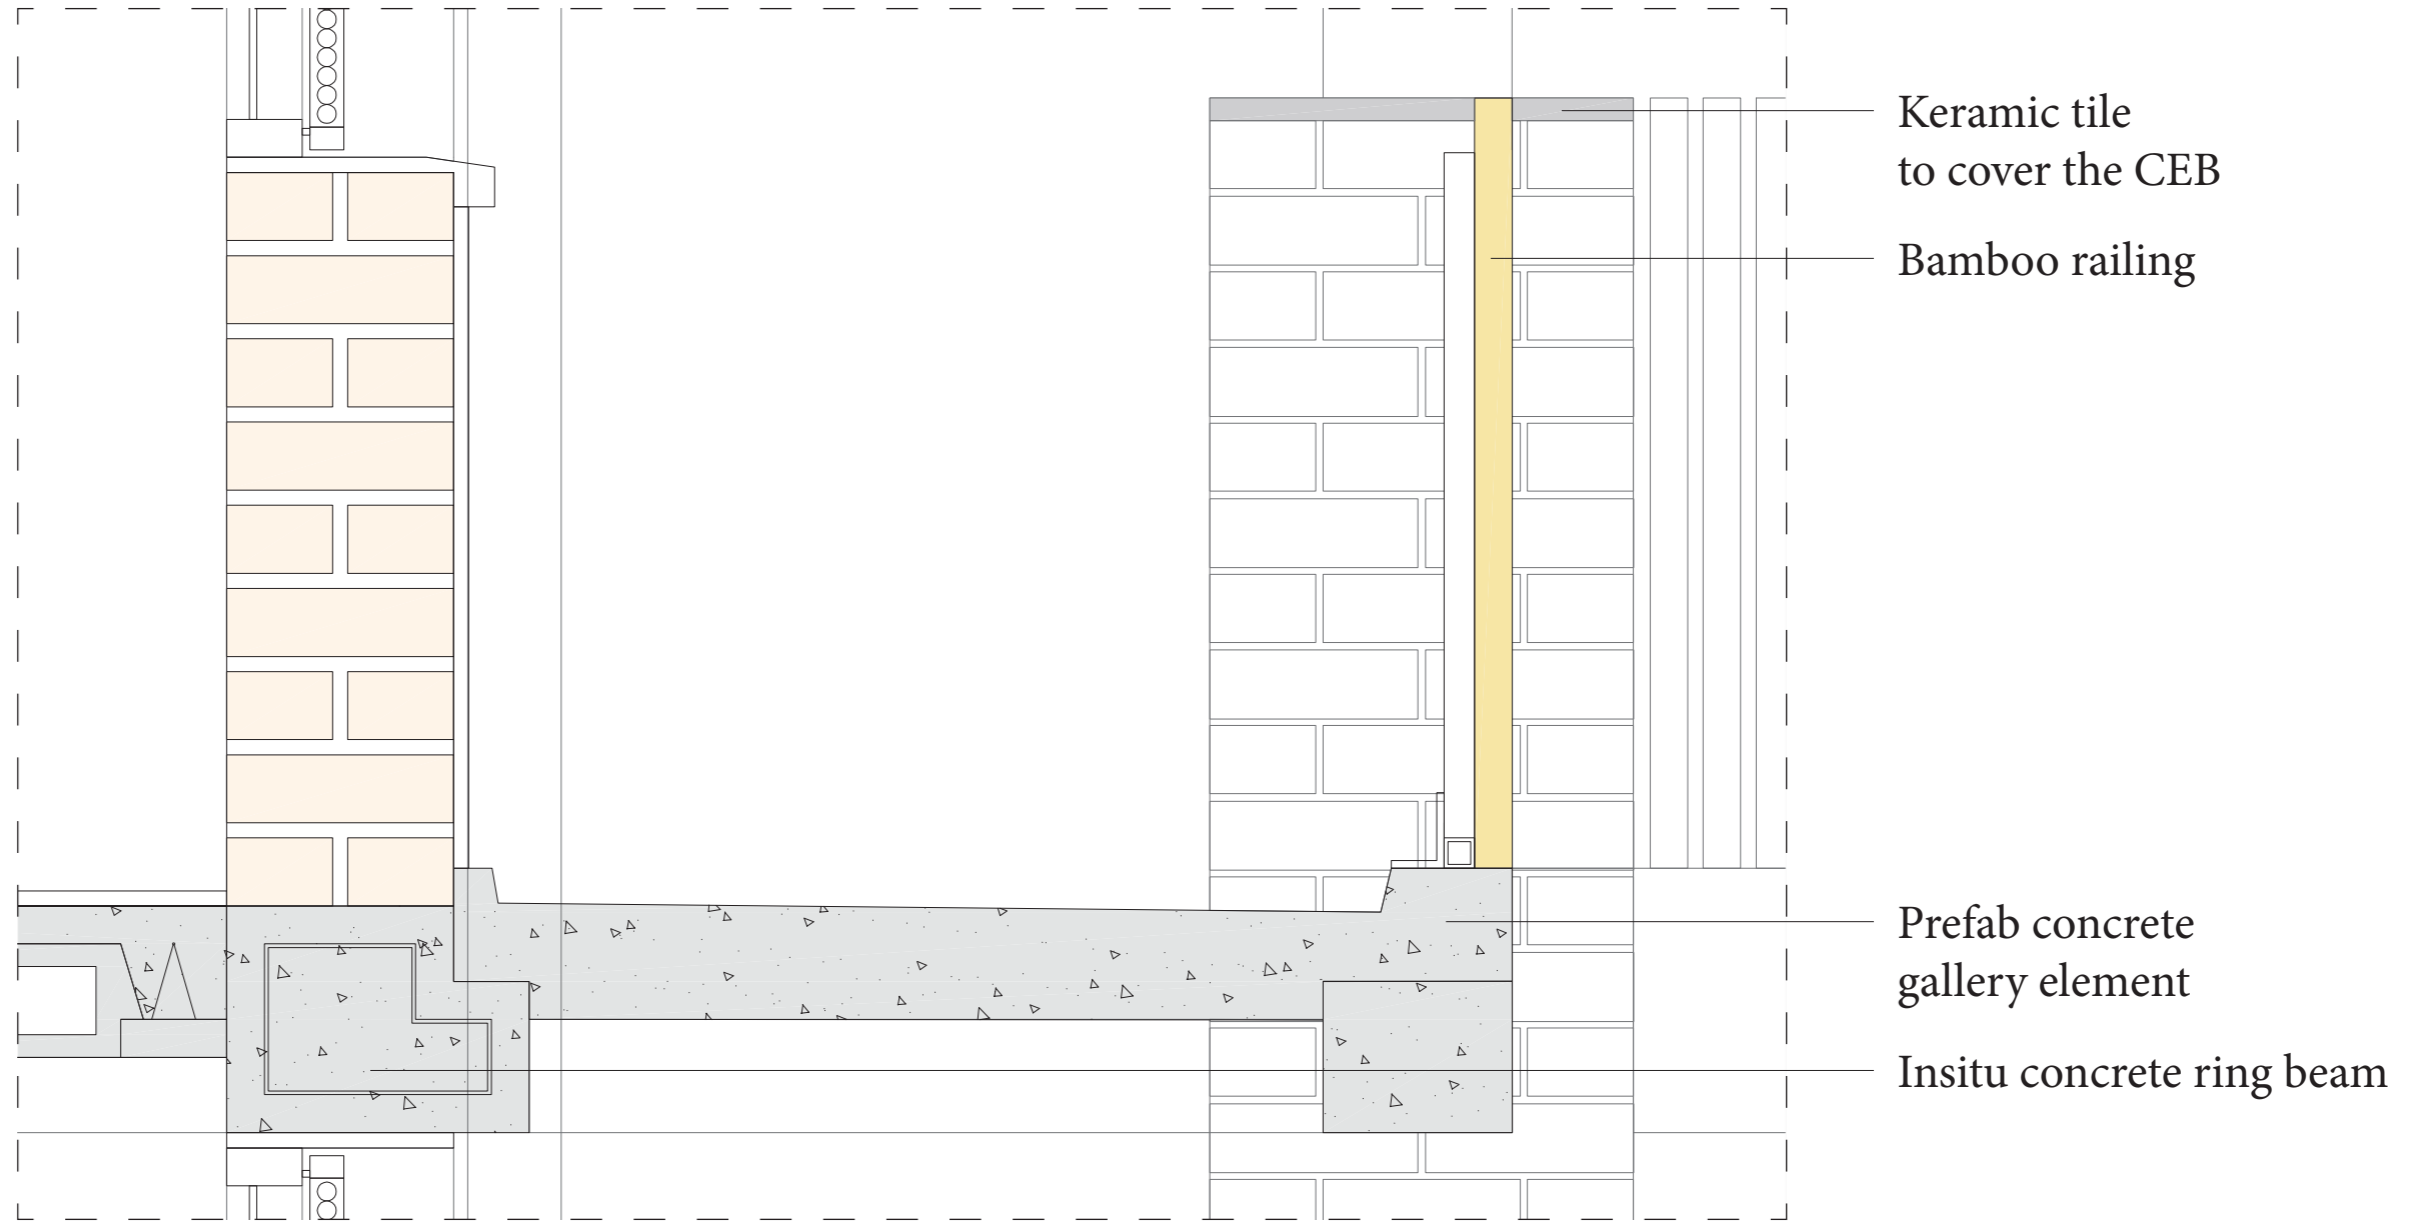 Keramic tile
to cover the CEB
Bamboo railing
Prefab concrete
gallery element
Insitu concrete ring beam